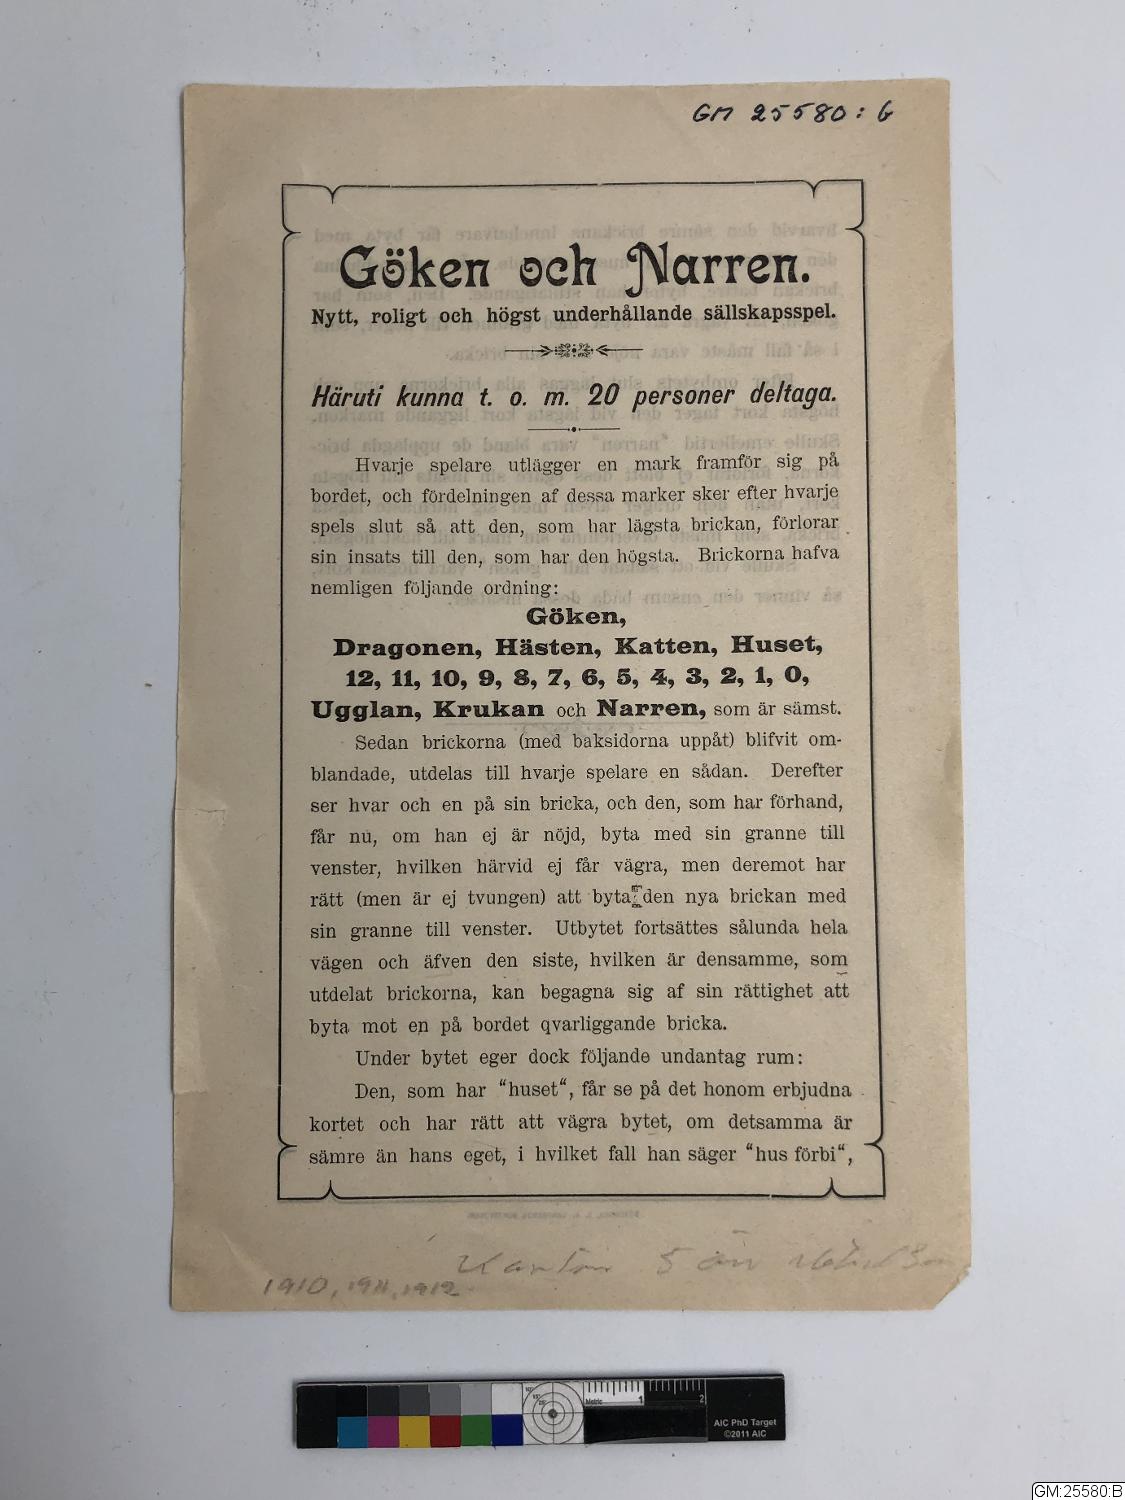 GM 25580: 6
Göken och Narren.
Nytt, roligt och högst underhållande sällskapsspel.
Häruti kunna t. o. m. 20 personer deltaga.
Hvarje spelare utlägger en mark framför sig på
bordet, och fördelningen af dessa marker sker efter hvarje
spels slut så att den, som har lägsta brickan, förlorar
sin insats till den, som har den högsta. Brickorna hafva
nemligen följande ordning:
Göken,
Dragonen, Hästen, Katten, Huset,
12, 11, 10, 9, 8, 7, 6, 5, 4, 3, 2, 1, 0,
Ugglan, Krukan och Narren, som är sämst.
Sedan brickorna (med baksidorna uppåt) blifvit om-
blandade, utdelas till hvarje spelare en sådan. Derefter
ser hvar och en på sin bricka, och den, som har förhand,
får nu, om han ej är nöjd, byta med sin granne till
venster, hvilken härvid ej får vägra, men deremot har
rätt (men är ej tvungen) att byta den nya brickan med
sin granne till venster. Utbytet fortsättes sålunda hela
vägen och äfven den siste, hvilken är densamme, som
utdelat brickorna, kan begagna sig af sin rättighet att
byta mot en på bordet qvarliggande bricka.
Under bytet eger dock följande undantag rum:
Den, som har “huset“, får se på det honom erbjudna
kortet och har rätt att vägra bytet, om detsamma är
sämre än hans eget, i hvilket fall han säger “hus förbi“,
5
1910, 1911, 1912
Metric 1 2
AIC PhD Target
©2011 AIC
GM:25580:B